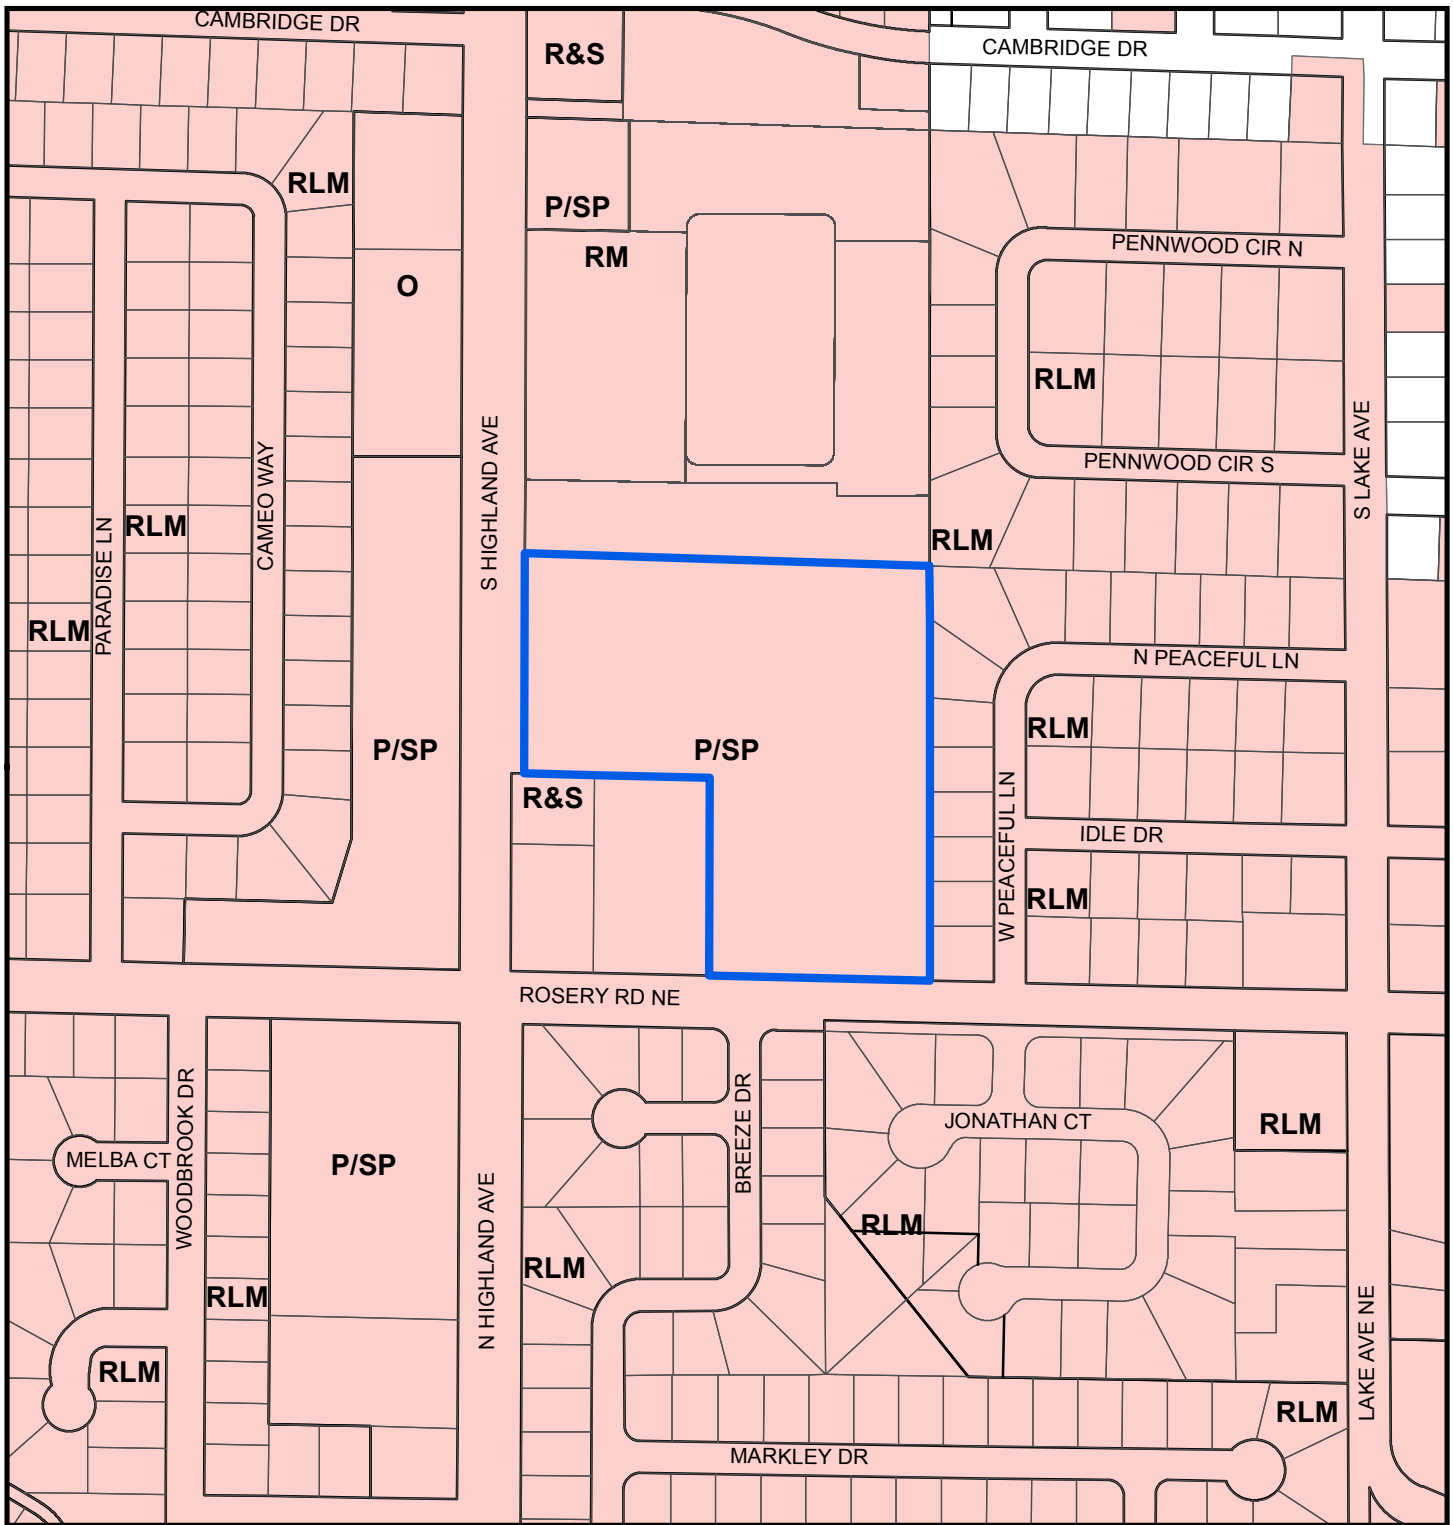 CAMBRIDGE DR
R&S
CAMBRIDGE DR
RLM
P/SP
RM
PENNWOOD CIR N
O
RLM
S HIGHLAND AVE
S LAKE AVE
CAMEO WAY
PENNWOOD CIR S
PARADISE LN
RLM
RLM
RLM
N PEACEFUL LN
RLM
P/SP
P/SP
R&S
W PEACEFUL LN
IDLE DR
RLM
ROSERY RD NE
WOODBROOK DR
BREEZE DR
JONATHAN CT
RLM
MELBA CT
P/SP
N HIGHLAND AVE
RLM
RLM
RLM
LAKE AVE NE
RLM
RLM
MARKLEY DR